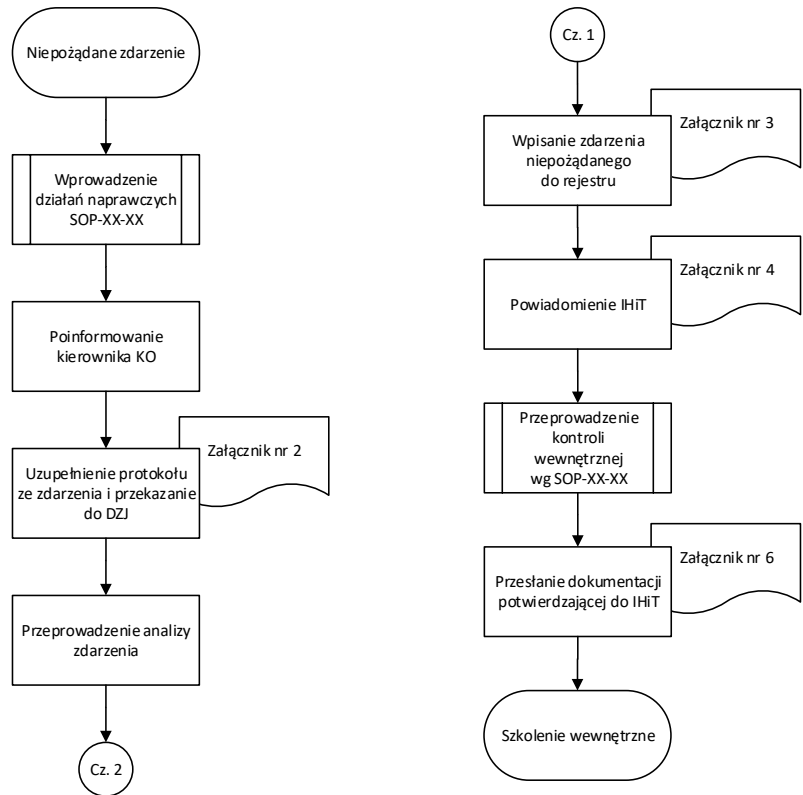 Niepożądane zdarzenie
Wprowadzenie
działań naprawczych
SOP-XX-XX
Poinformowanie
kierownika KO
Załącznik nr 2
Uzupełnienie protokołu
ze zdarzenia i przekazanie
do DZJ
Przeprowadzenie analizy
zdarzenia
Cz. 2
Cz. 1
Załącznik nr 3
Wpisanie zdarzenia
niepożądanego
do rejestru
Załącznik nr 4
Powiadomienie IHiT
Przeprowadzenie
kontroli
wewnętrznej
wg SOP-XX-XX
Załącznik nr 6
Przesłanie dokumentacji
potwierdzającej do IHiT
Szkolenie wewnętrzne